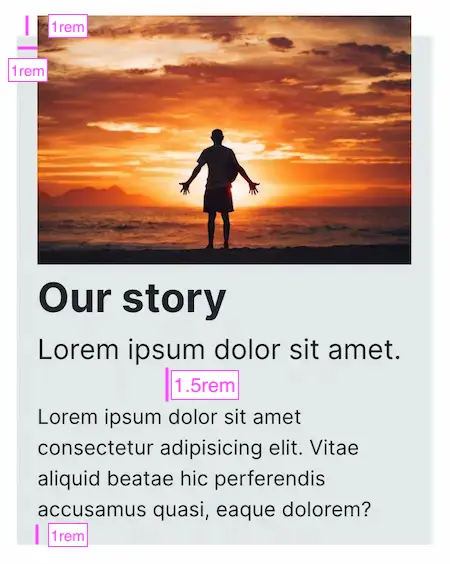 1rem
1rem
Our story
Lorem ipsum dolor sit amet.
1.5rem
Lorem ipsum dolor sit amet
consectetur adipisicing elit. Vitae
aliquid beatae hic perferendis
accusamus quasi, eaque dolorem?
1rem